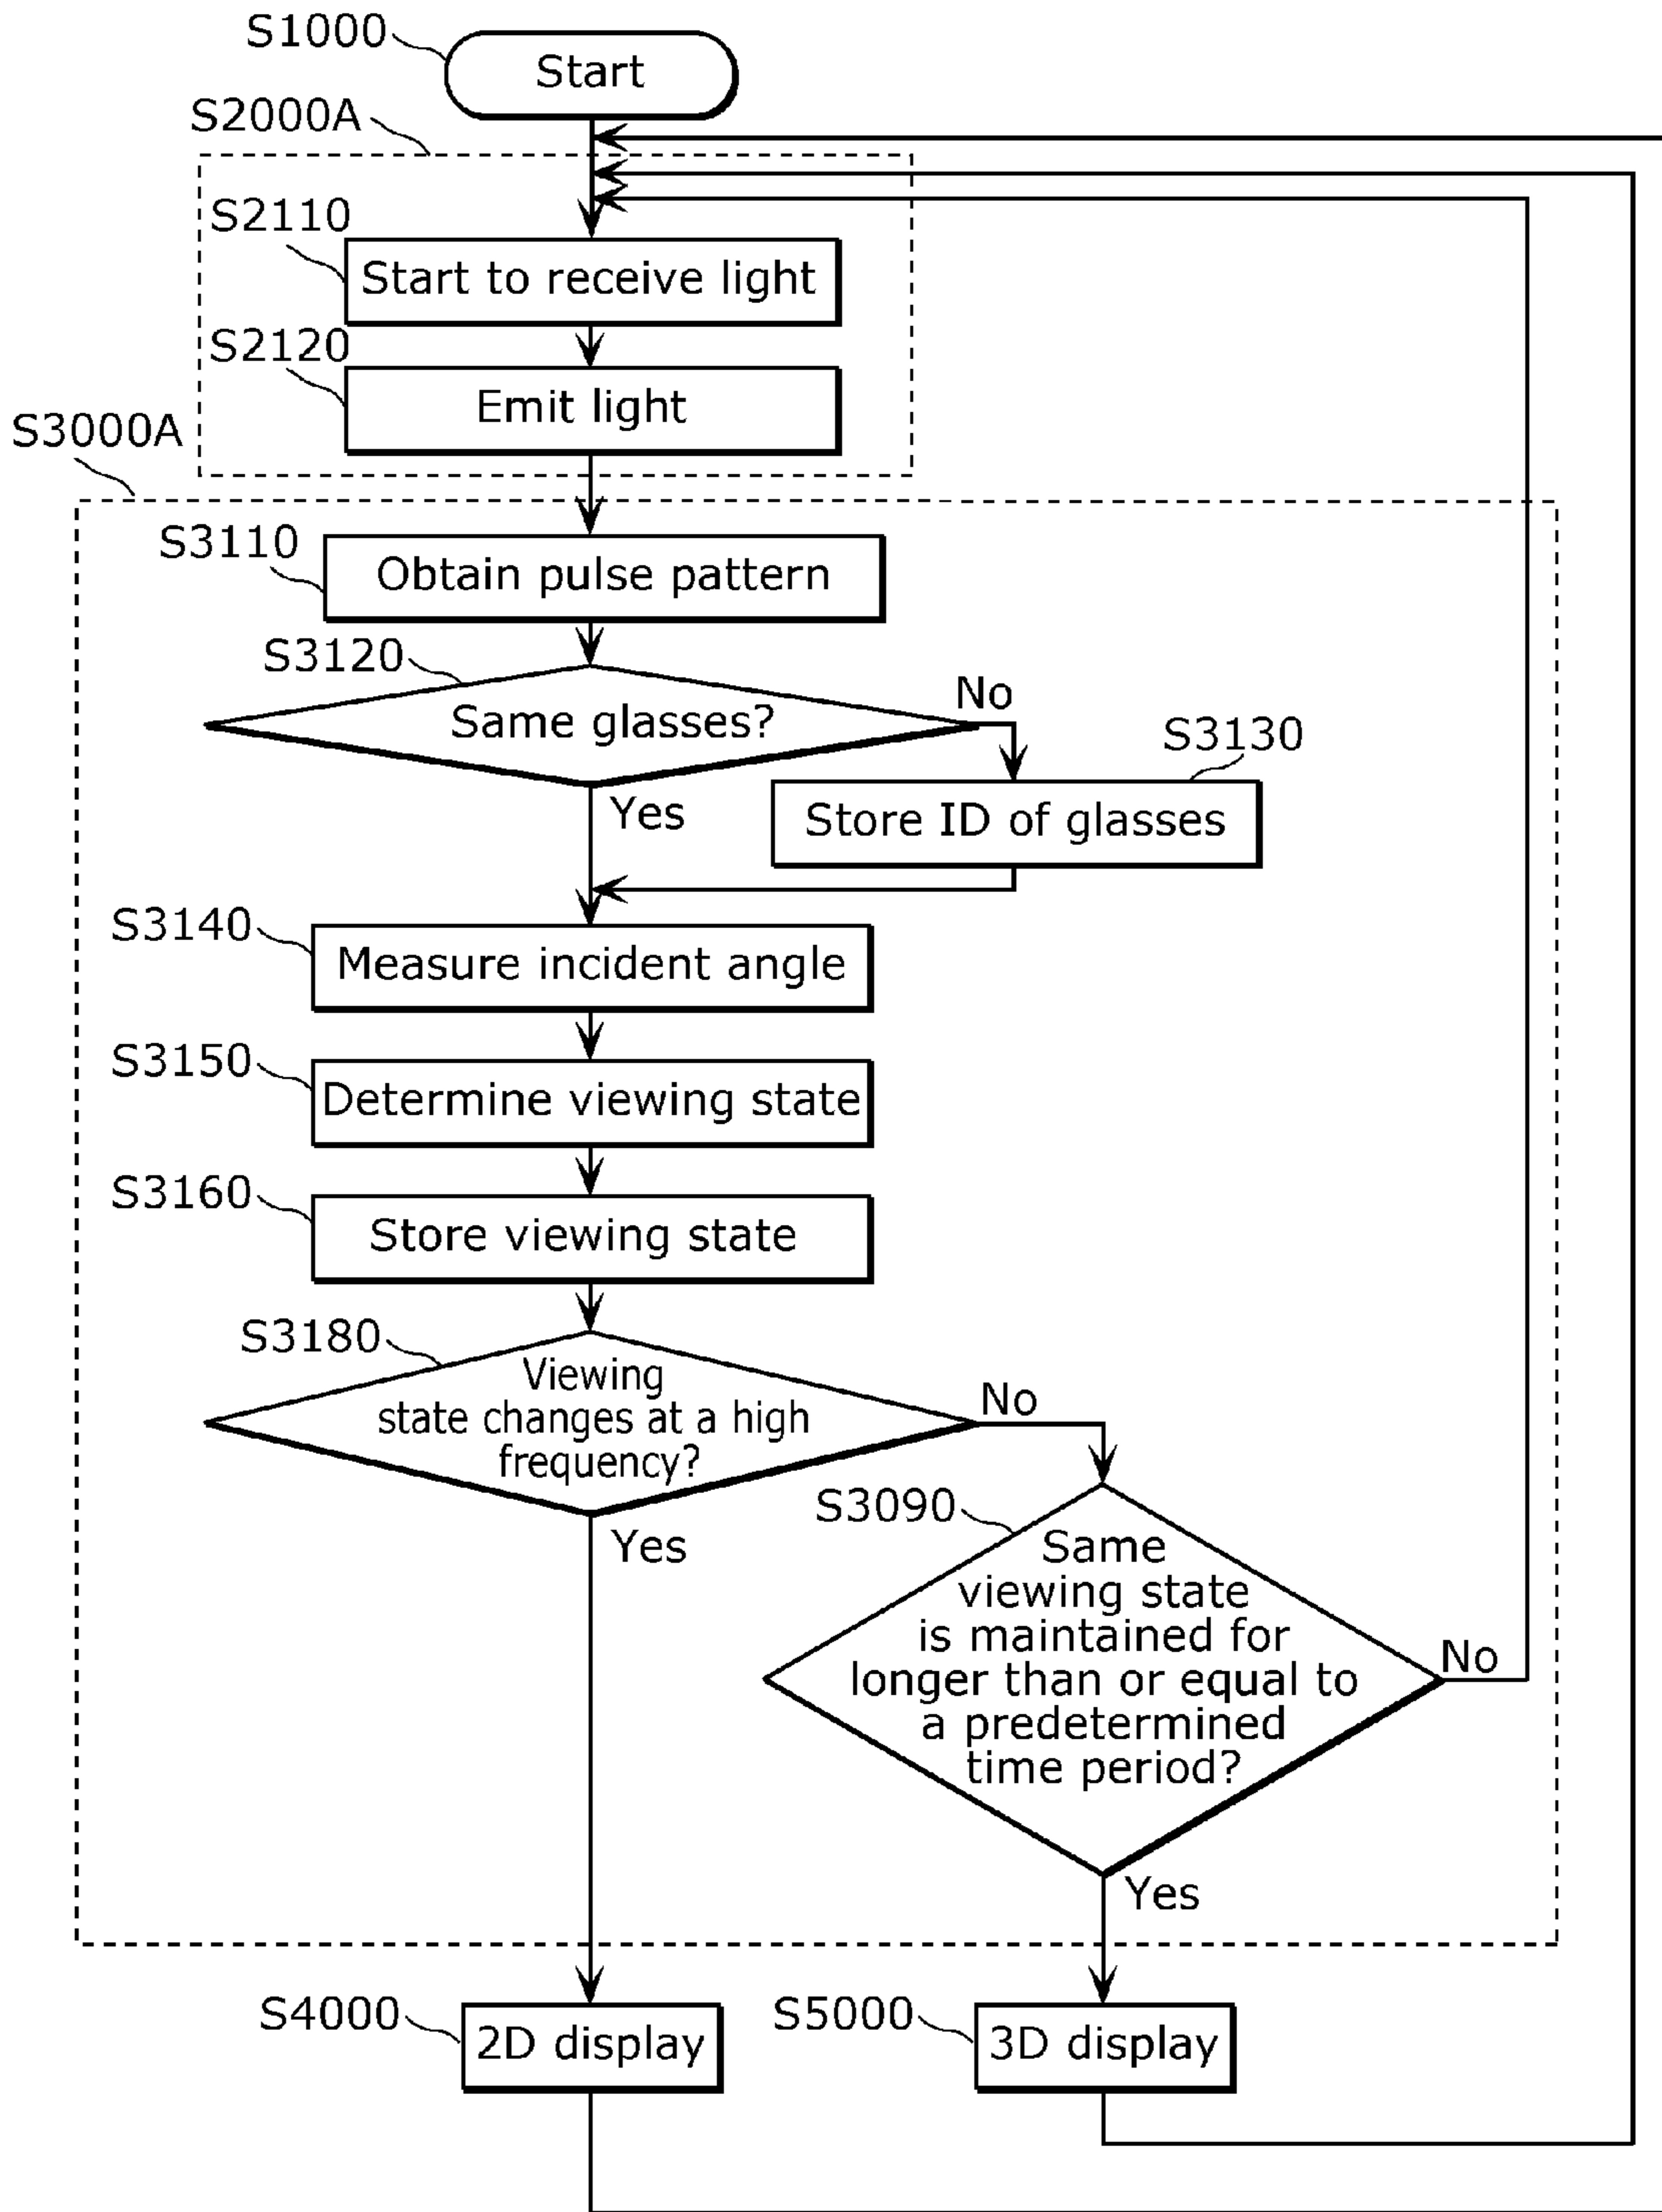 S1000
Start
S2000A
S2110
Start to receive light
S2120
Emit light
S3000A
S3110
Obtain pulse pattern
S3120
Same glasses?
No
S3130
Yes
Store ID of glasses
S3140
Measure incident angle
S3150
Determine viewing state
S3160
Store viewing state
S3180
Viewing
state changes at a high
frequency?
No
S3090
Yes
Same
viewing state
is maintained for
longer than or equal to
a predetermined
time period?
No
Yes
S4000
2D display
S5000
3D display